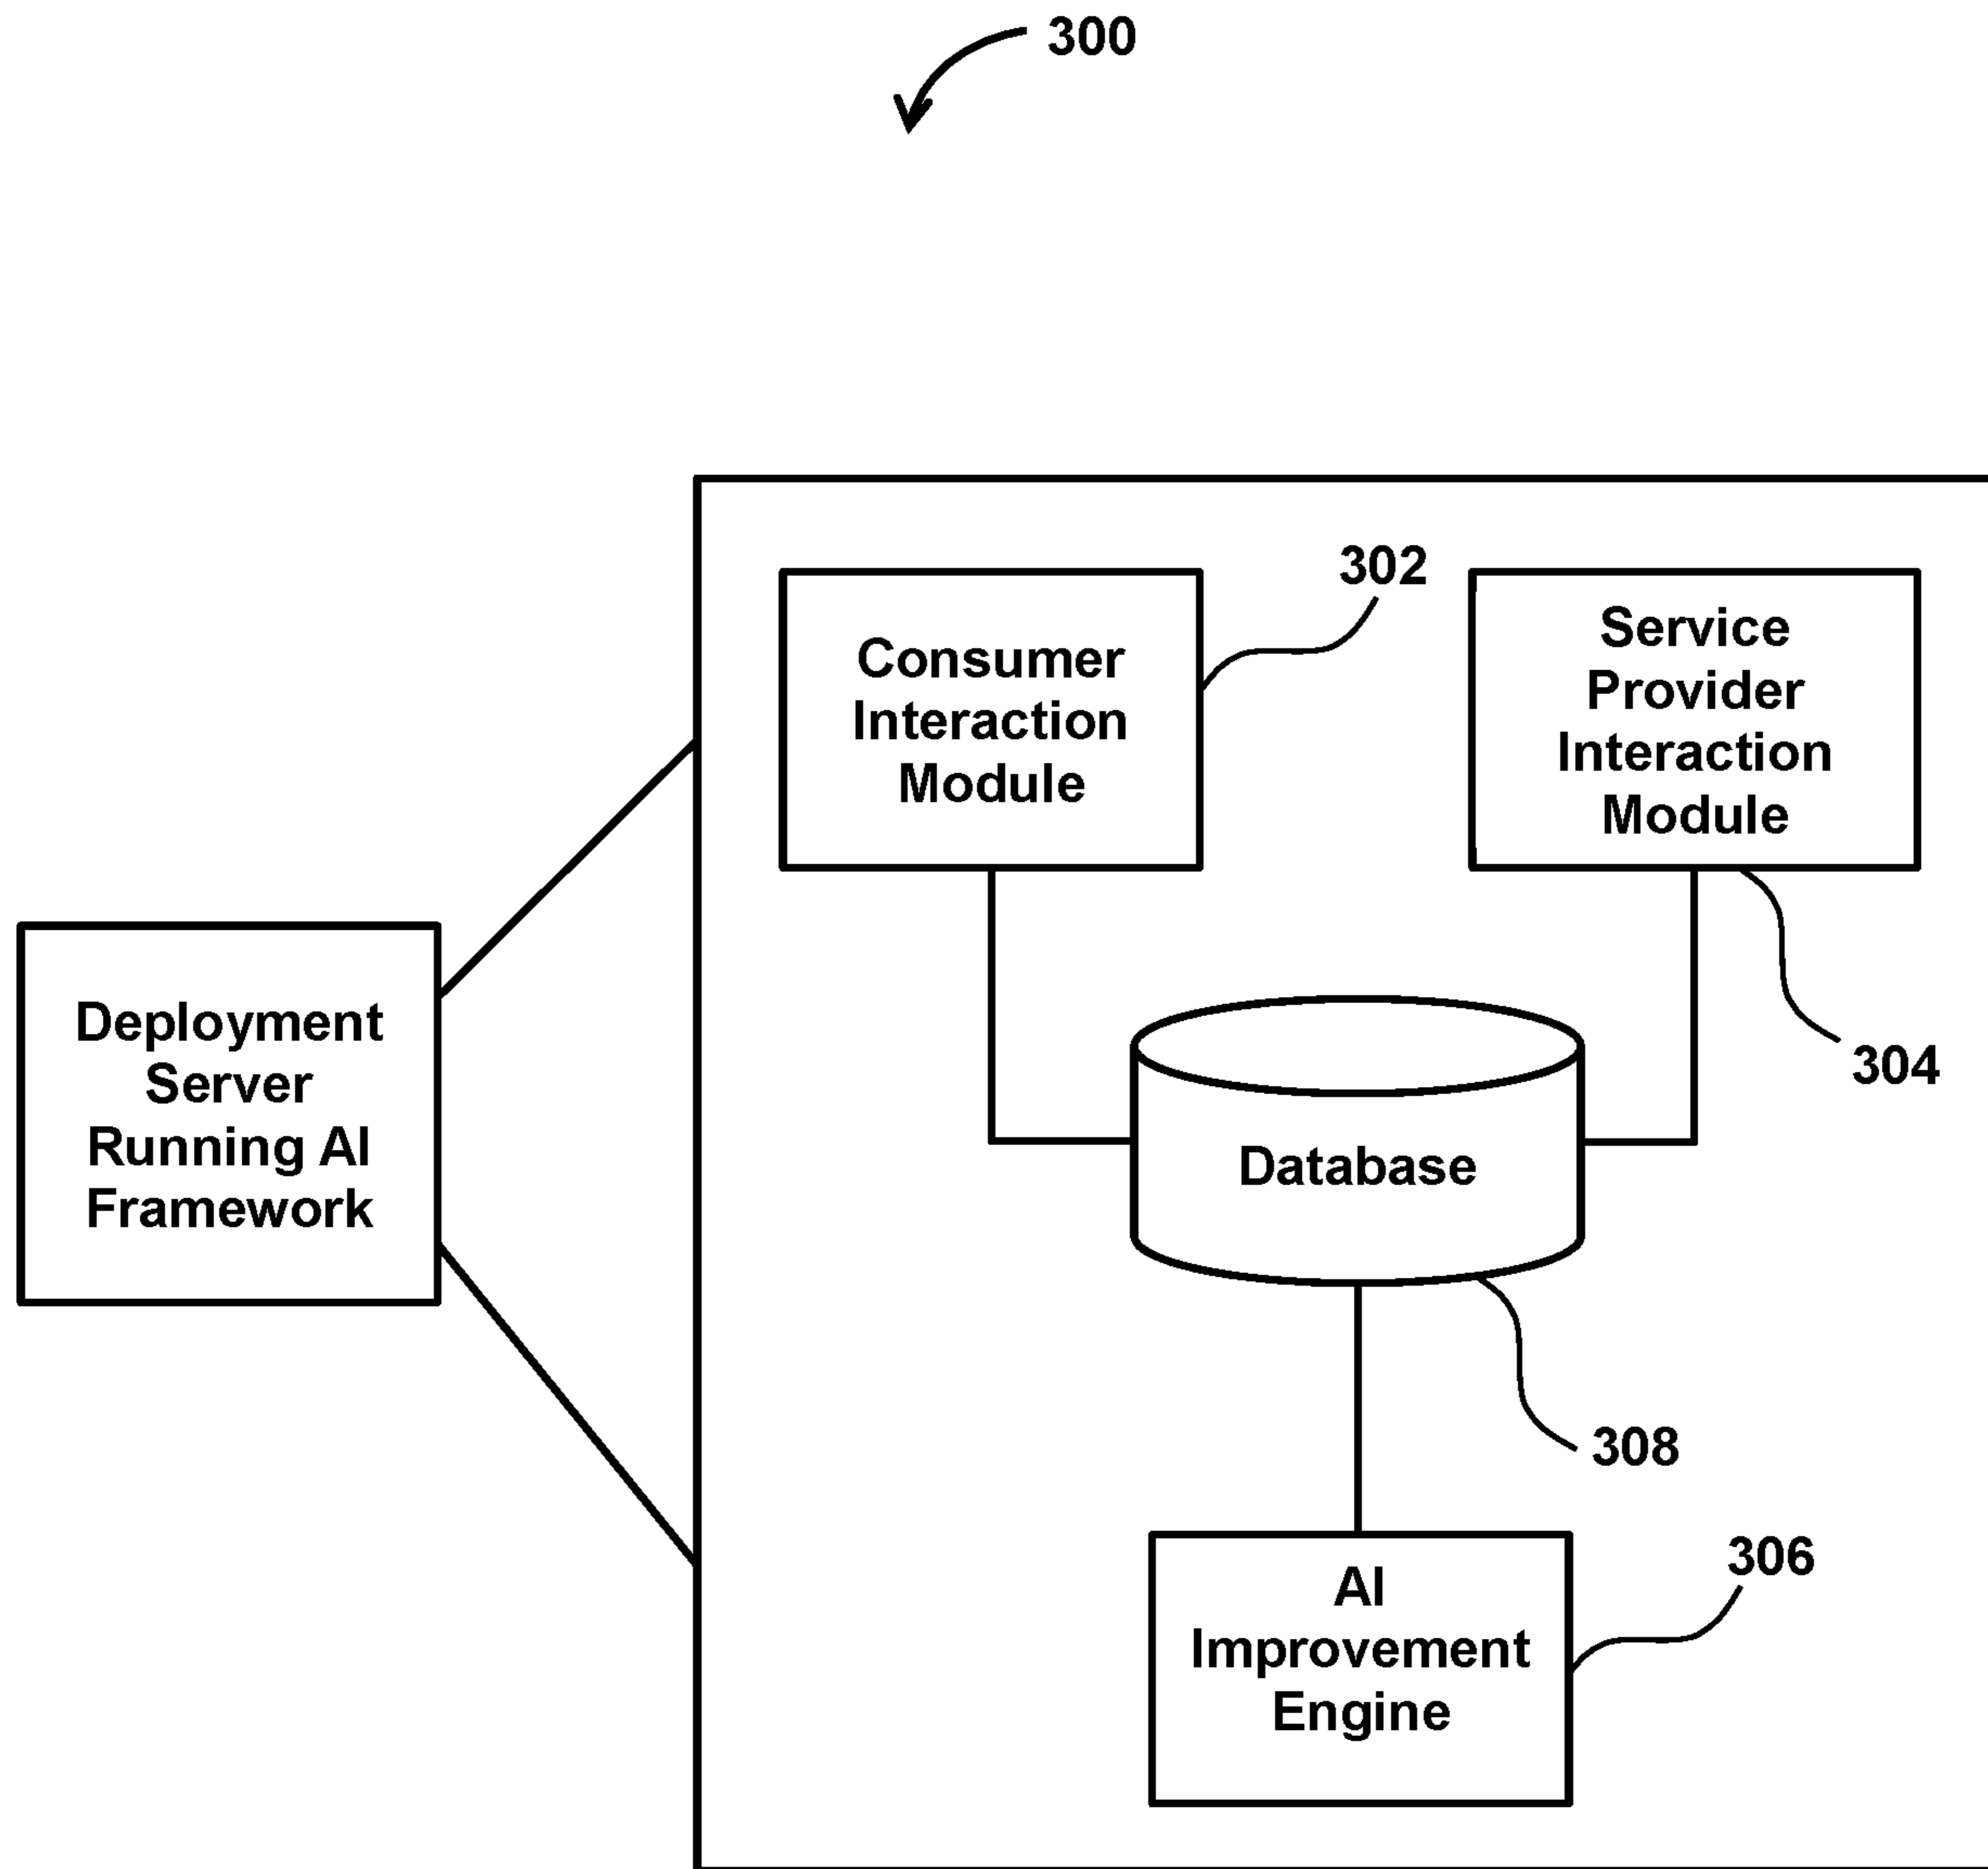 300
302
Consumer
Interaction
Module
Service
Provider
Interaction
Module
304
Deployment
Server
Running AI
Framework
Database
308
306
AI
Improvement
Engine